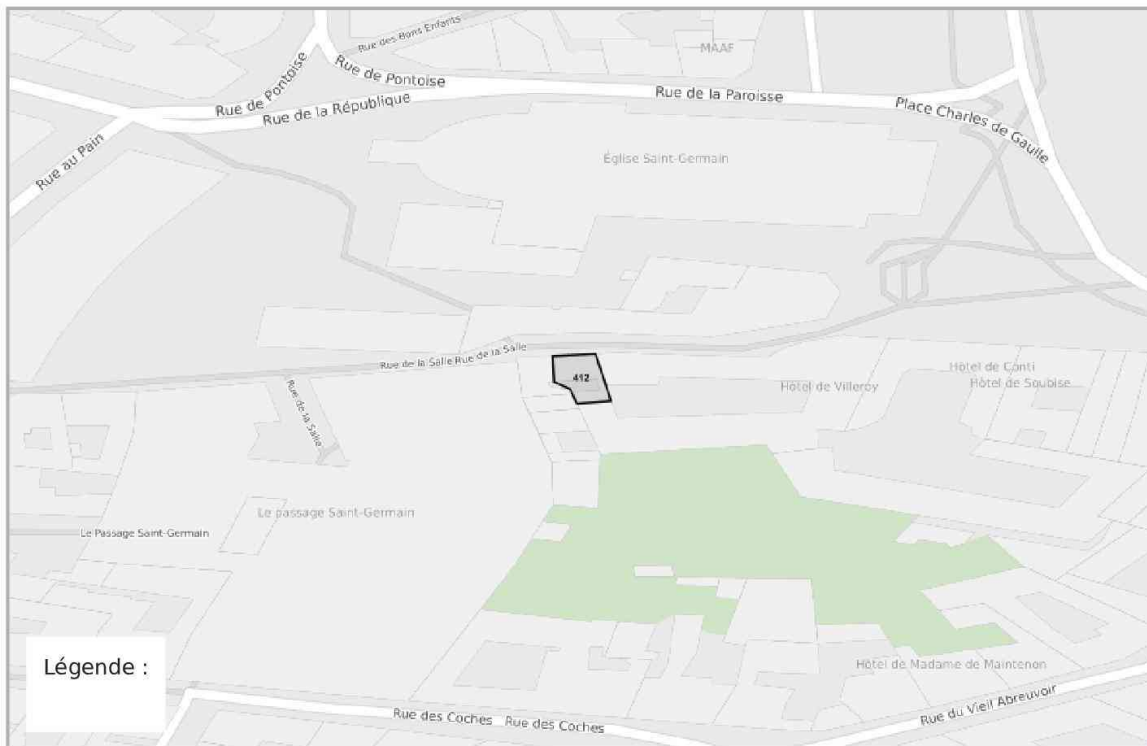 Rue des Bons Enfants
MAAF
Rue de Pontoise
Rue de Pontoise
Rue de la République
Rue de la Paroisse
Place Charles de Gaulle
Rue au Pain
Église Saint-Germain
Rue de la Salle Rue de la Salle
412
Hôtel de Conti
Hôtel de Soubise
Hôtel de Villeroy
Rue de la Salle
Le passage Saint-Germain
Le Passage Saint-Germain
Légende :
Hôtel de Madame de Maintenon
Rue des Coches Rue des Coches
Rue du Vieil Abreuvoir